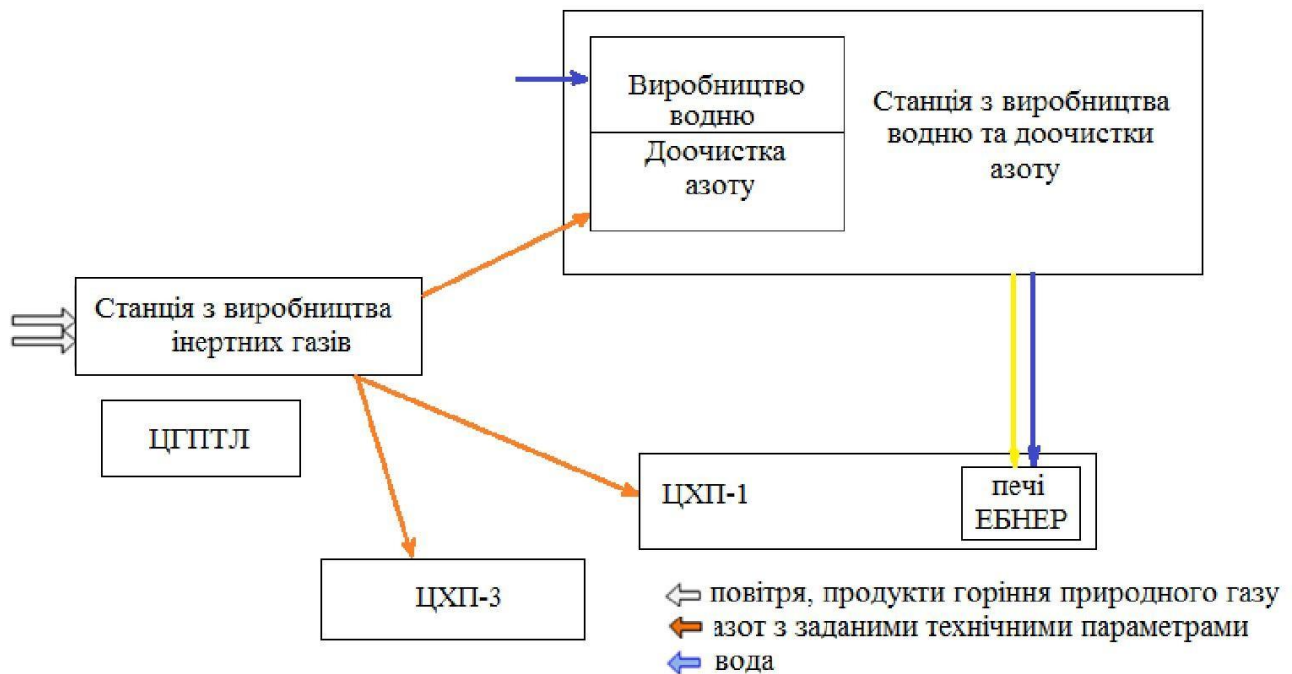 Виробництво
водню
Доочистка
азоту
Станція з виробництва
водню та доочистки
азоту
Станція з виробництва
інертних газів
ЦГПТЛ
ЦХП-1
печі
ЕБНЕР
ЦХП-3
повітря, продукти горіння природного газу
азот з заданими технічними параметрами
вода